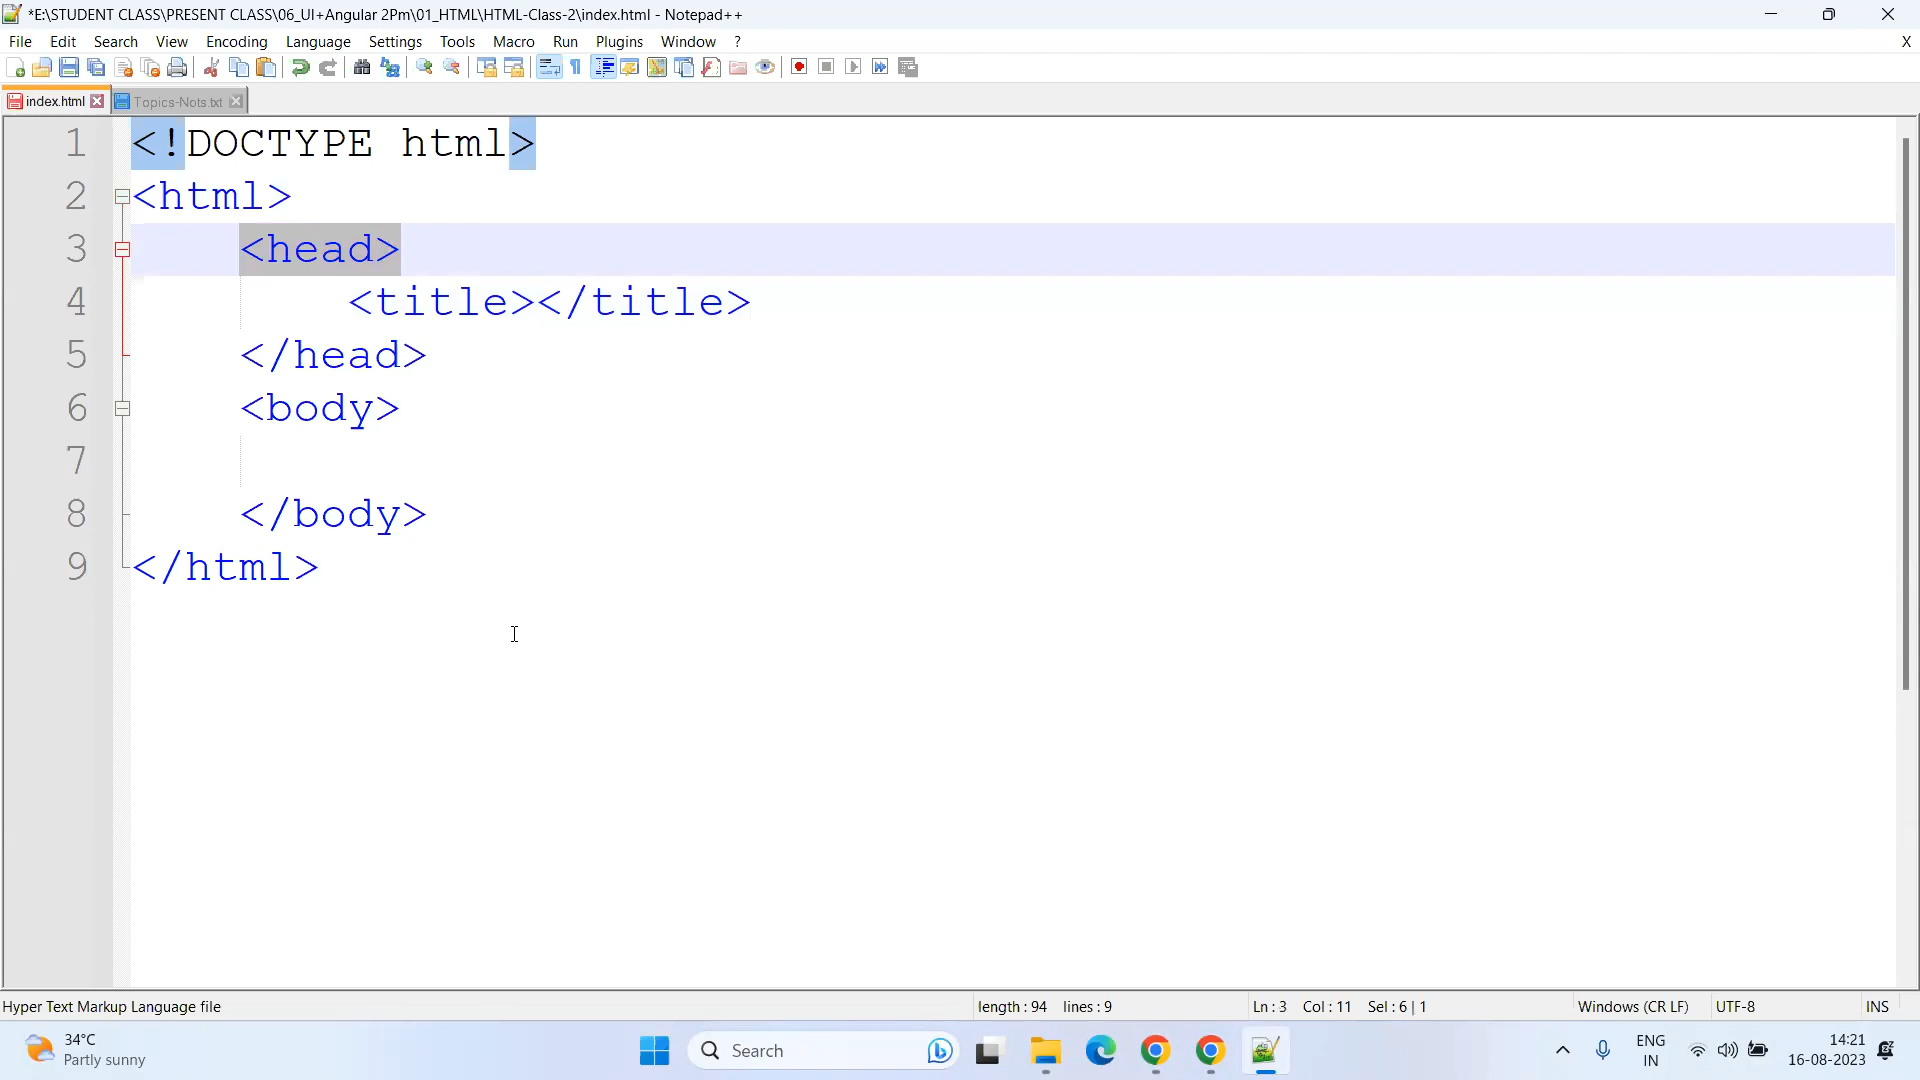 *E:\STUDENT CLASS\PRESENT CLASS\06_UI+Angular 2Pm\01_HTML\HTML-Class-2\index.html - Notepad++
File Edit Search View Encoding Language Settings Tools Macro Run Plugins Window ? X
index.html Topics-Nots.txt
1 <!DOCTYPE html>
2 <html>
3 <head>
4 <title></title>
5 </head>
6 <body>
7
8 </body>
9 </html>
Hyper Text Markup Language file length : 94 lines : 9 Ln : 3 Col : 11 Sel : 6 | 1 Windows (CR LF) UTF-8 INS
34°C
Partly sunny
Search
ENG
IN
14:21
16-08-2023